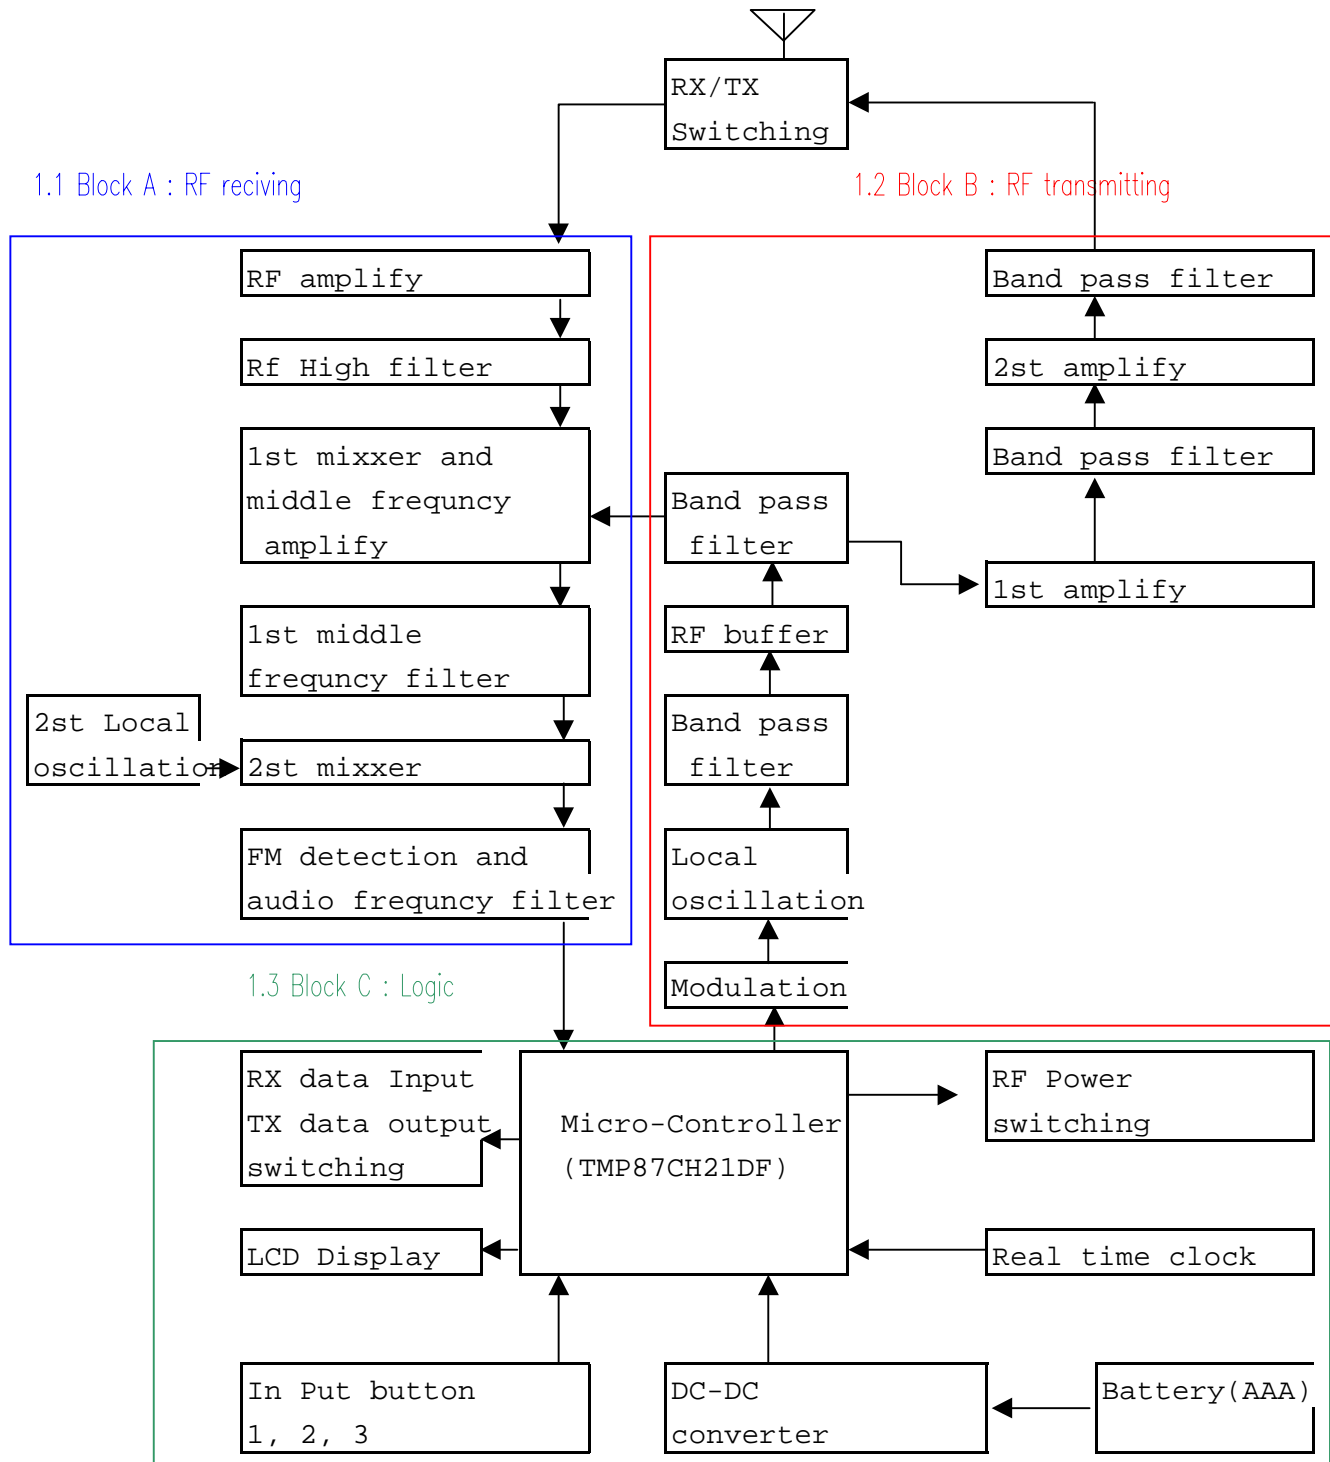 RX/TX
Switching
1.1 Block A : RF reciving
1.2 Block B : RF transmitting
RF amplify
Rf High filter
1st mixxer and
middle frequncy
amplify
1st middle
frequncy filter
2st Local
oscillation
2st mixxer
FM detection and
audio frequncy filter
Band pass filter
2st amplify
Band pass filter
1st amplify
Band pass
filter
RF buffer
Band pass
filter
Local
oscillation
Modulation
1.3 Block C : Logic
RX data Input
TX data output
switching
Micro-Controller
(TMP87CH21DF)
RF Power
switching
LCD Display
Real time clock
In Put button
1, 2, 3
DC-DC
converter
Battery(AAA)